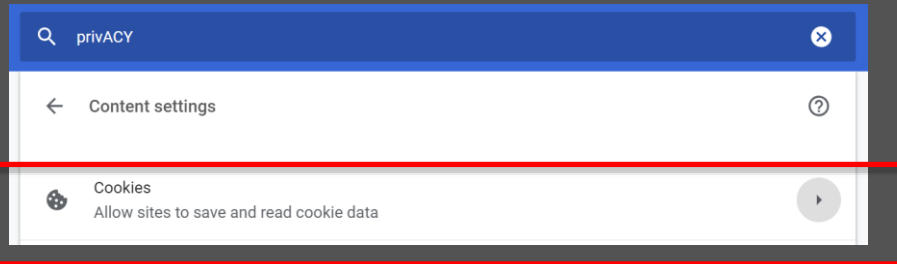 privACY
Content settings
Cookies
Allow sites to save and read cookie data